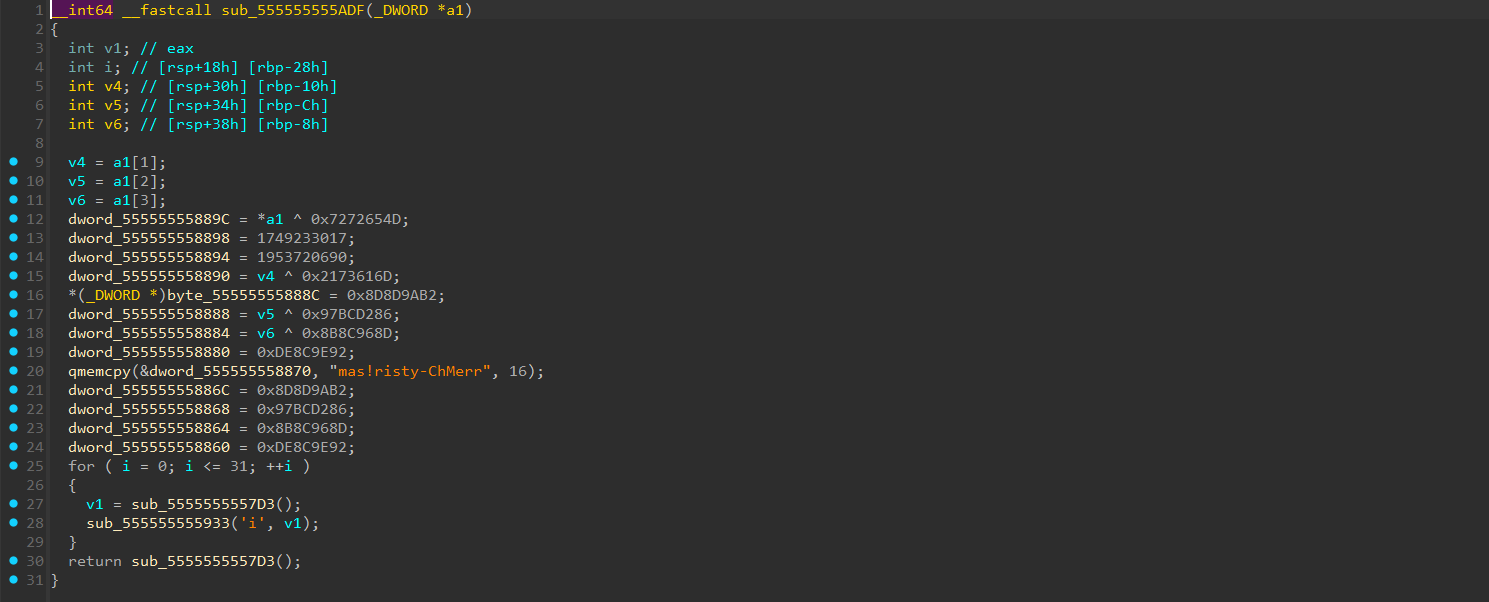 1 __int64 __fastcall sub_555555555ADF(_DWORD *a1)
2 {
3 int v1; // eax
4 int i; // [rsp+18h] [rbp-28h]
5 int v4; // [rsp+30h] [rbp-10h]
6 int v5; // [rsp+34h] [rbp-Ch]
7 int v6; // [rsp+38h] [rbp-8h]
8
9 v4 = a1[1];
10 v5 = a1[2];
11 v6 = a1[3];
12 dword_55555555889C = *a1 ^ 0x7272654D;
13 dword_555555558898 = 1749233017;
14 dword_555555558894 = 1953720690;
15 dword_555555558890 = v4 ^ 0x2173616D;
16 *(_DWORD *)byte_55555555888C = 0x8D8D9AB2;
17 dword_555555558888 = v5 ^ 0x97BCD286;
18 dword_555555558884 = v6 ^ 0x8B8C968D;
19 dword_555555558880 = 0xDE8C9E92;
20 qmemcpy(&dword_555555558870, "mas!risty-ChMerr", 16);
21 dword_55555555886C = 0x8D8D9AB2;
22 dword_555555558868 = 0x97BCD286;
23 dword_555555558864 = 0x8B8C968D;
24 dword_555555558860 = 0xDE8C9E92;
25 for ( i = 0; i <= 31; ++i )
26 {
27 v1 = sub_5555555557D3();
28 sub_555555555933('i', v1);
29 }
30 return sub_5555555557D3();
31 }